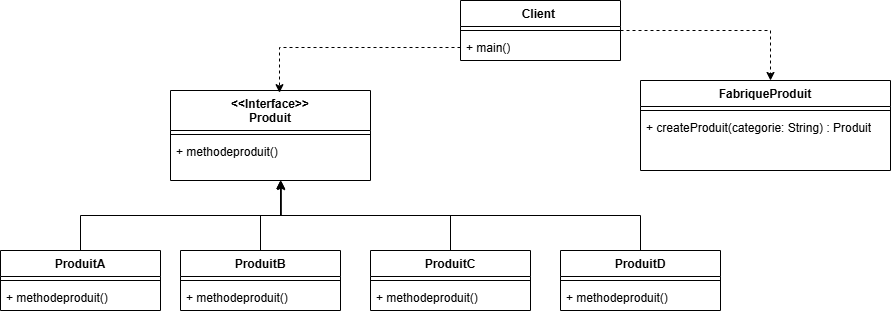 Client
+ main()
<<Interface>>
Produit
+ methodeproduit()
FabriqueProduit
+ createProduit(categorie: String) : Produit
ProduitA
+ methodeproduit()
ProduitB
+ methodeproduit()
ProduitC
+ methodeproduit()
ProduitD
+ methodeproduit()